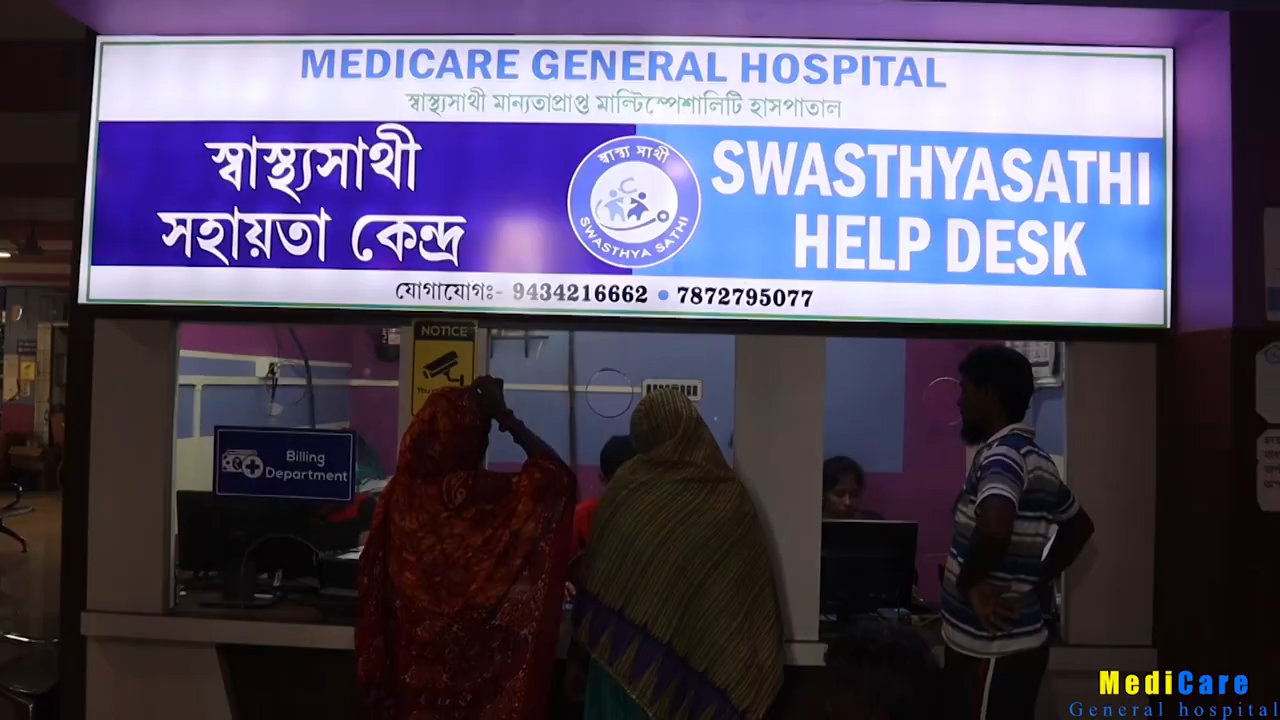 MEDICARE GENERAL HOSPITAL
স্বাস্থ্যসাথী মান্যতাপ্রাপ্ত মাল্টিস্পেশালিটি হাসপাতাল
স্বাস্থ্যসাথী
সহায়তা কেন্দ্র
স্বাস্থ্য সাথী
SWASTHYA SATHI
SWASTHYASATHI
HELP DESK
যোগাযোগঃ- 9434216662 • 7872795077
NOTICE
Billing
Department
MediCare
General hospital